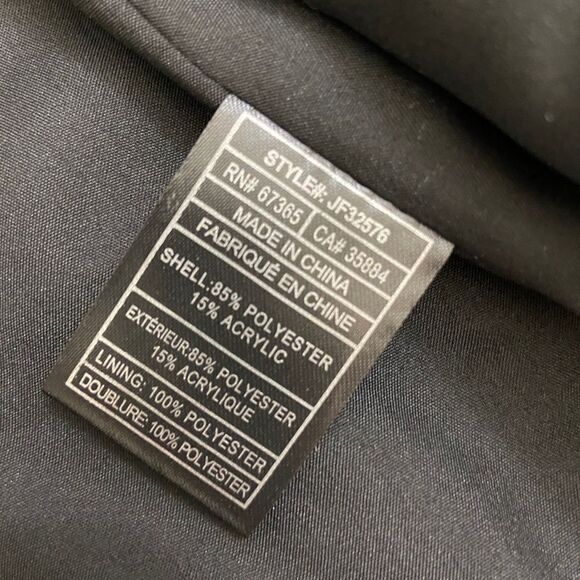 STYLE#: JF32576
RN# 67365 CA# 35884
MADE IN CHINA
FABRIQUÉ EN CHINE
SHELL:85% POLYESTER
15% ACRYLIC
EXTÉRIEUR:85% POLYESTER
15% ACRYLIQUE
LINING: 100% POLYESTER
DOUBLURE: 100% POLYESTER